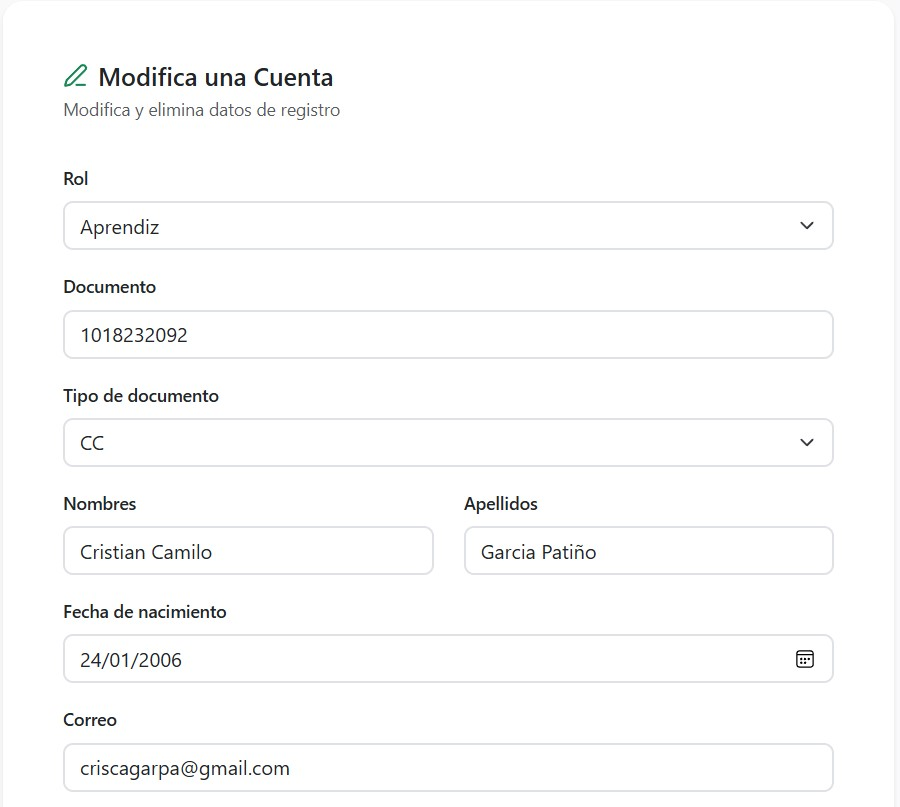 Modifica una Cuenta
Modifica y elimina datos de registro
Rol
Aprendiz
Documento
1018232092
Tipo de documento
CC
Nombres Apellidos
Cristian Camilo Garcia Patiño
Fecha de nacimiento
24/01/2006
Correo
criscagarpa@gmail.com